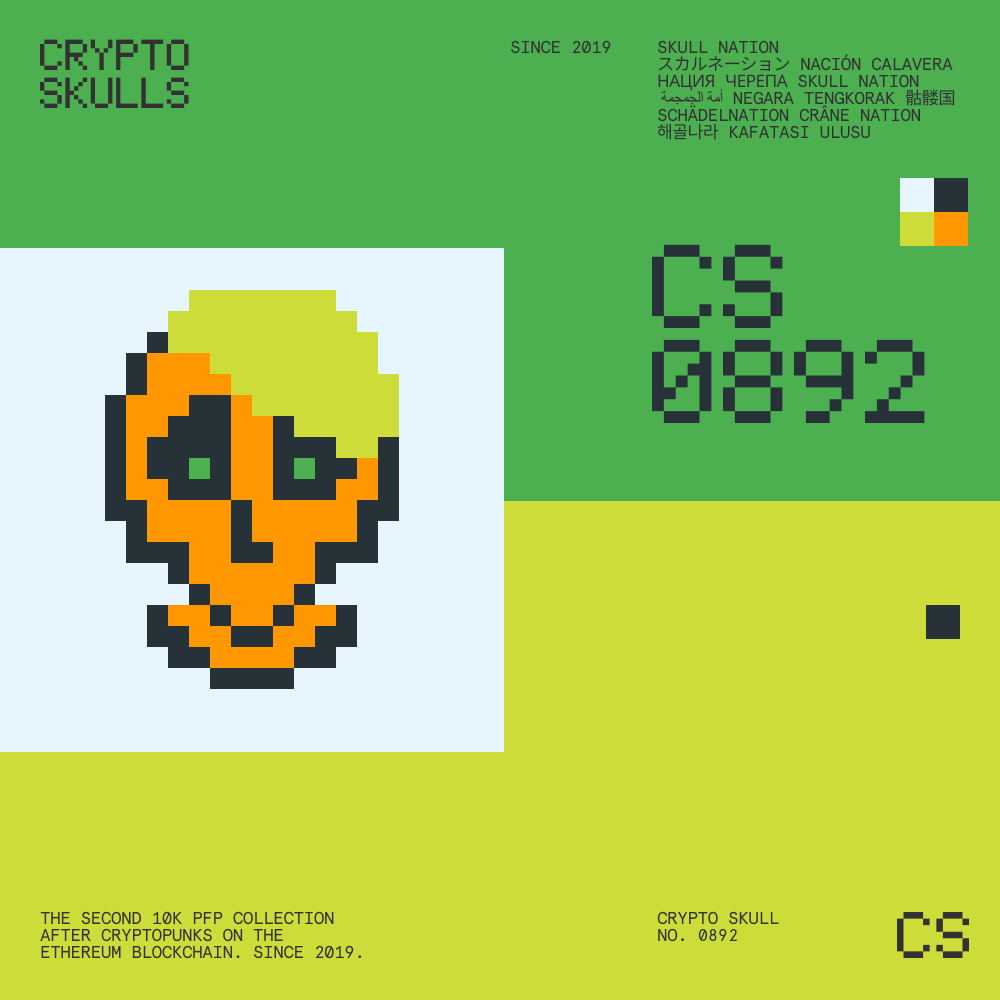 CRYPTO
SKULLS
SINCE 2019
SKULL NATION
スカルネーション NACIÓN CALAVERA
НАЦИЯ ЧЕРЕПА SKULL NATION
أمة الجمجمة NEGARA TENGKORAK 骷髅国
SCHÄDELNATION CRÂNE NATION
해골나라 KAFATASI ULUSU
CS
0892
THE SECOND 10K PFP COLLECTION
AFTER CRYPTOPUNKS ON THE
ETHEREUM BLOCKCHAIN. SINCE 2019.
CRYPTO SKULL
NO. 0892
CS